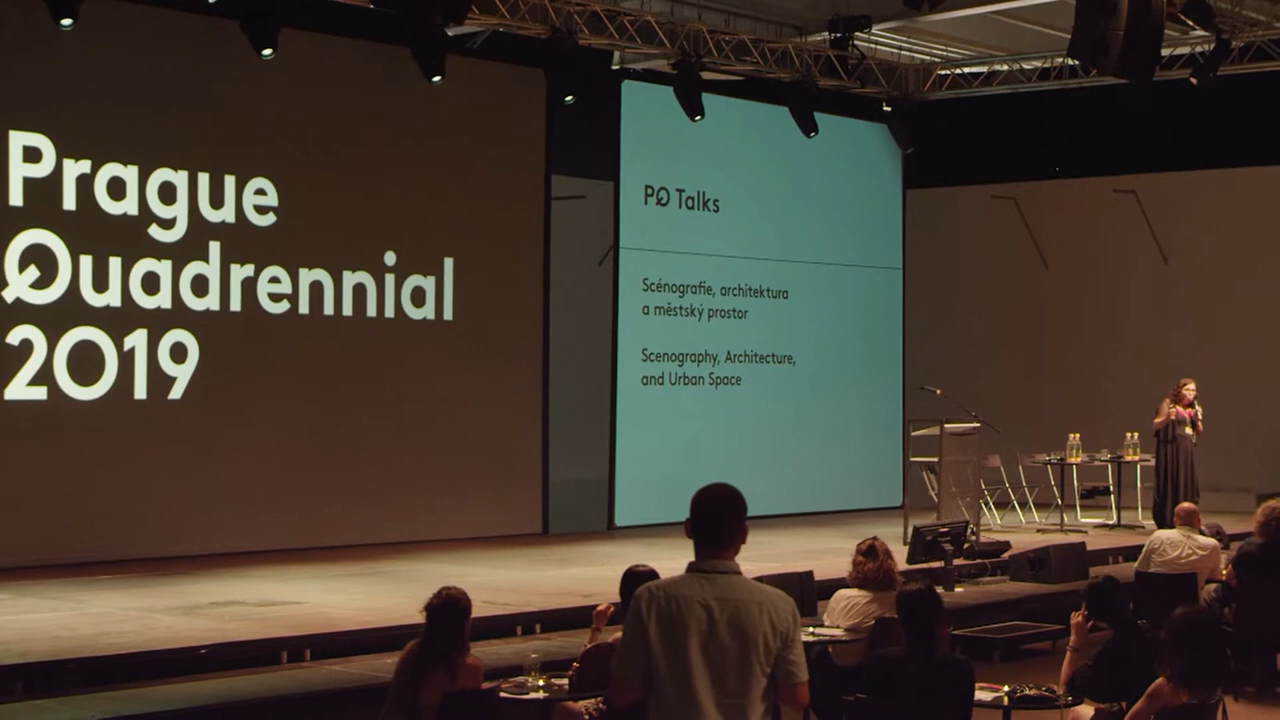 Prague
Quadrennial
2019
PQ Talks
Scénografie, architektura
a městský prostor
Scenography, Architecture,
and Urban Space